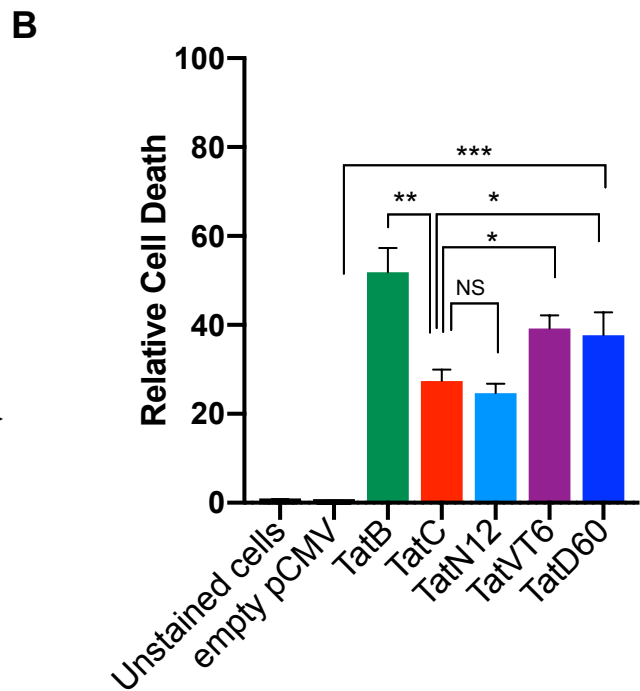 B
100
80
60
40
20
0
Relative Cell Death
***
**
*
*
NS
Unstained cells
empty pCMV
TatB
TatC
TatN12
TatVT6
TatD60